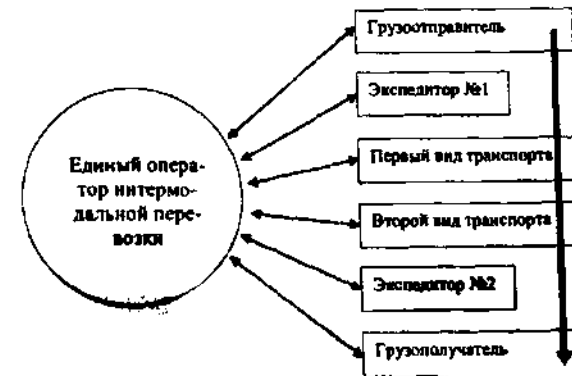 Грузоотправитель
Экспедитор №1
Единый опера-
тор интермо-
дальной пере-
возки
Первый вид транспорта
Второй вид транспорта
Экспедитор №2
Грузополучатель